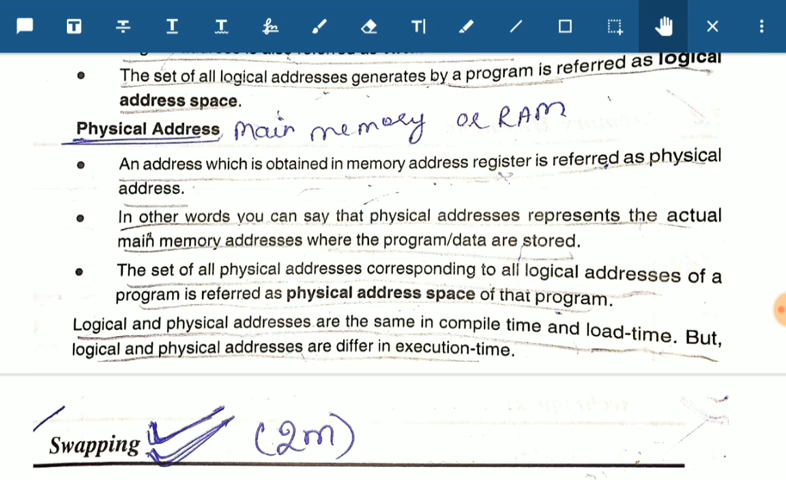 The set of all logical addresses generates by a program is referred as logical
address space.
Physical Address, Main memory or RAM
An address which is obtained in memory address register is referred as physical
address.
In other words you can say that physical addresses represents the actual
main memory addresses where the program/data are stored.
The set of all physical addresses corresponding to all logical addresses of a
program is referred as physical address space of that program.
Logical and physical addresses are the same in compile time and load-time. But,
logical and physical addresses are differ in execution-time.
Swapping (2m)